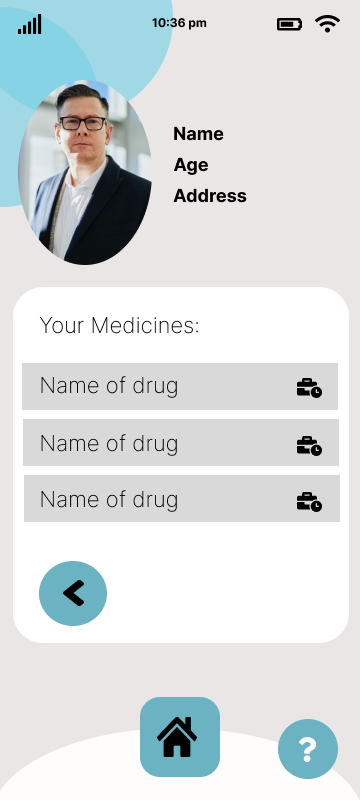 10:36 pm
Name
Age
Address
Your Medicines:
Name of drug
Name of drug
Name of drug
?